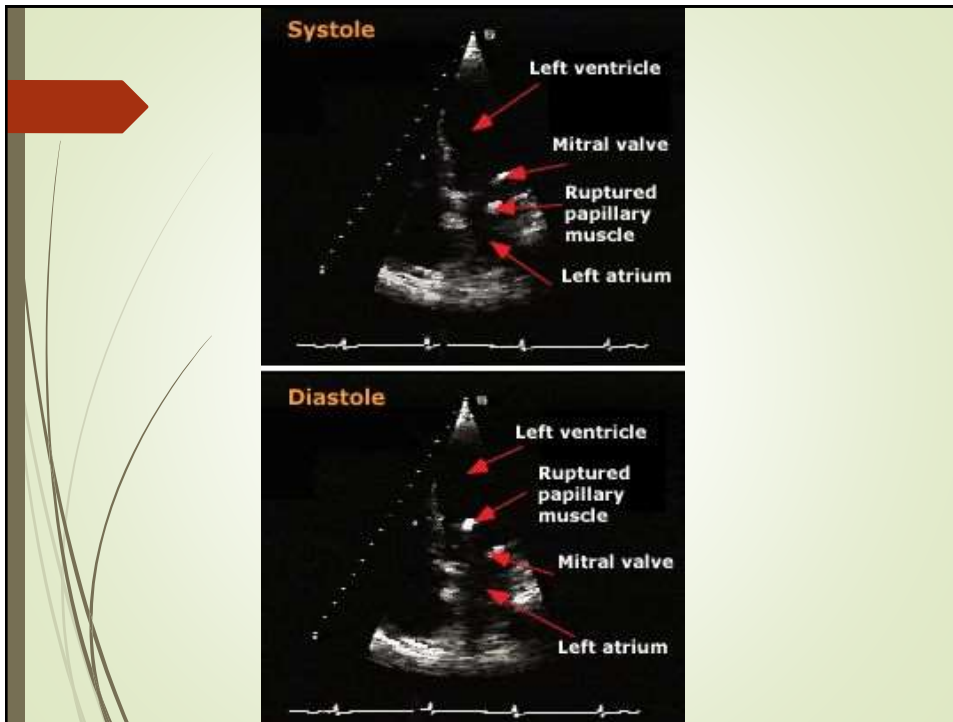 Systole
Left ventricle
Mitral valve
Ruptured
papillary
muscle
Left atrium
Diastole
Left ventricle
Ruptured
papillary
muscle
Mitral valve
Left atrium